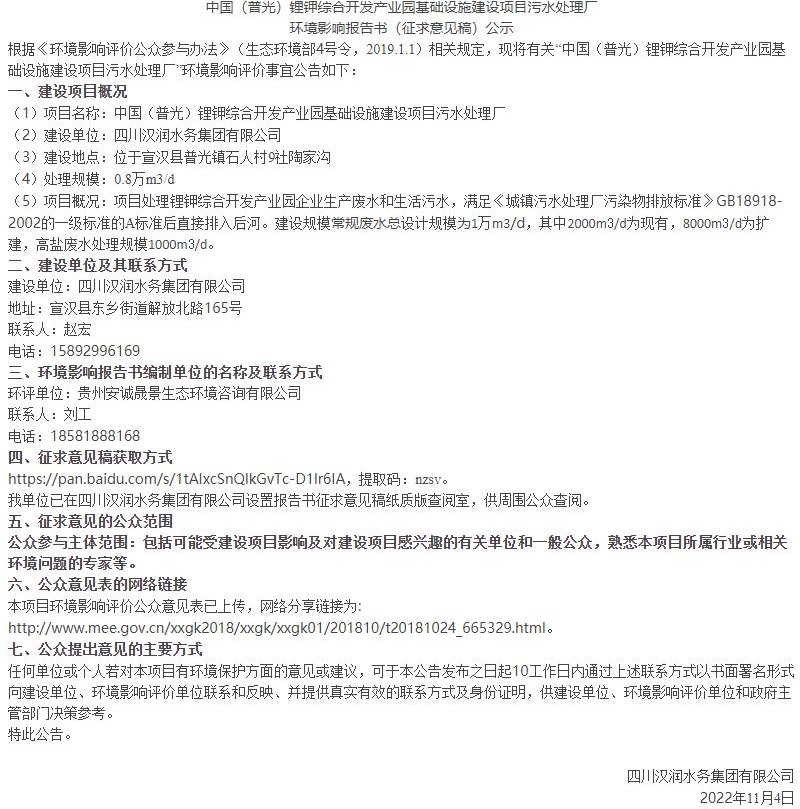 中国（普光）锂钾综合开发产业园基础设施建设项目污水处理厂
环境影响报告书（征求意见稿）公示
根据《环境影响评价公众参与办法》（生态环境部4号令，2019.1.1）相关规定，现将有关“中国（普光）锂钾综合开发产业园基
础设施建设项目污水处理厂”环境影响评价事宜公告如下：
一、建设项目概况
（1）项目名称：中国（普光）锂钾综合开发产业园基础设施建设项目污水处理厂
（2）建设单位：四川汉润水务集团有限公司
（3）建设地点：位于宣汉县普光镇石人村9社陶家沟
（4）处理规模：0.8万m3/d
（5）项目概况：项目处理锂钾综合开发产业园企业生产废水和生活污水，满足《城镇污水处理厂污染物排放标准》GB18918-
2002的一级标准的A标准后直接排入后河。建设规模常规废水总设计规模为1万m3/d，其中2000m3/d为现有，8000m3/d为扩
建，高盐废水处理规模1000m3/d。
二、建设单位及其联系方式
建设单位：四川汉润水务集团有限公司
地址：宣汉县东乡街道解放北路165号
联系人：赵宏
电话：15892996169
三、环境影响报告书编制单位的名称及联系方式
环评单位：贵州安诚晟景生态环境咨询有限公司
联系人：刘工
电话：18581888168
四、征求意见稿获取方式
https://pan.baidu.com/s/1tAlxcSnQlkGvTc-D1Ir6IA，提取码：nzsv。
我单位已在四川汉润水务集团有限公司设置报告书征求意见稿纸质版查阅室，供周围公众查阅。
五、征求意见的公众范围
公众参与主体范围：包括可能受建设项目影响及对建设项目感兴趣的有关单位和一般公众，熟悉本项目所属行业或相关
环境问题的专家等。
六、公众意见表的网络链接
本项目环境影响评价公众意见表已上传，网络分享链接为:
http://www.mee.gov.cn/xxgk2018/xxgk/xxgk01/201810/t20181024_665329.html。
七、公众提出意见的主要方式
任何单位或个人若对本项目有环境保护方面的意见或建议，可于本公告发布之日起10工作日内通过上述联系方式以书面署名形式
向建设单位、环境影响评价单位联系和反映、并提供真实有效的联系方式及身份证明，供建设单位、环境影响评价单位和政府主
管部门决策参考。
特此公告。
四川汉润水务集团有限公司
2022年11月4日